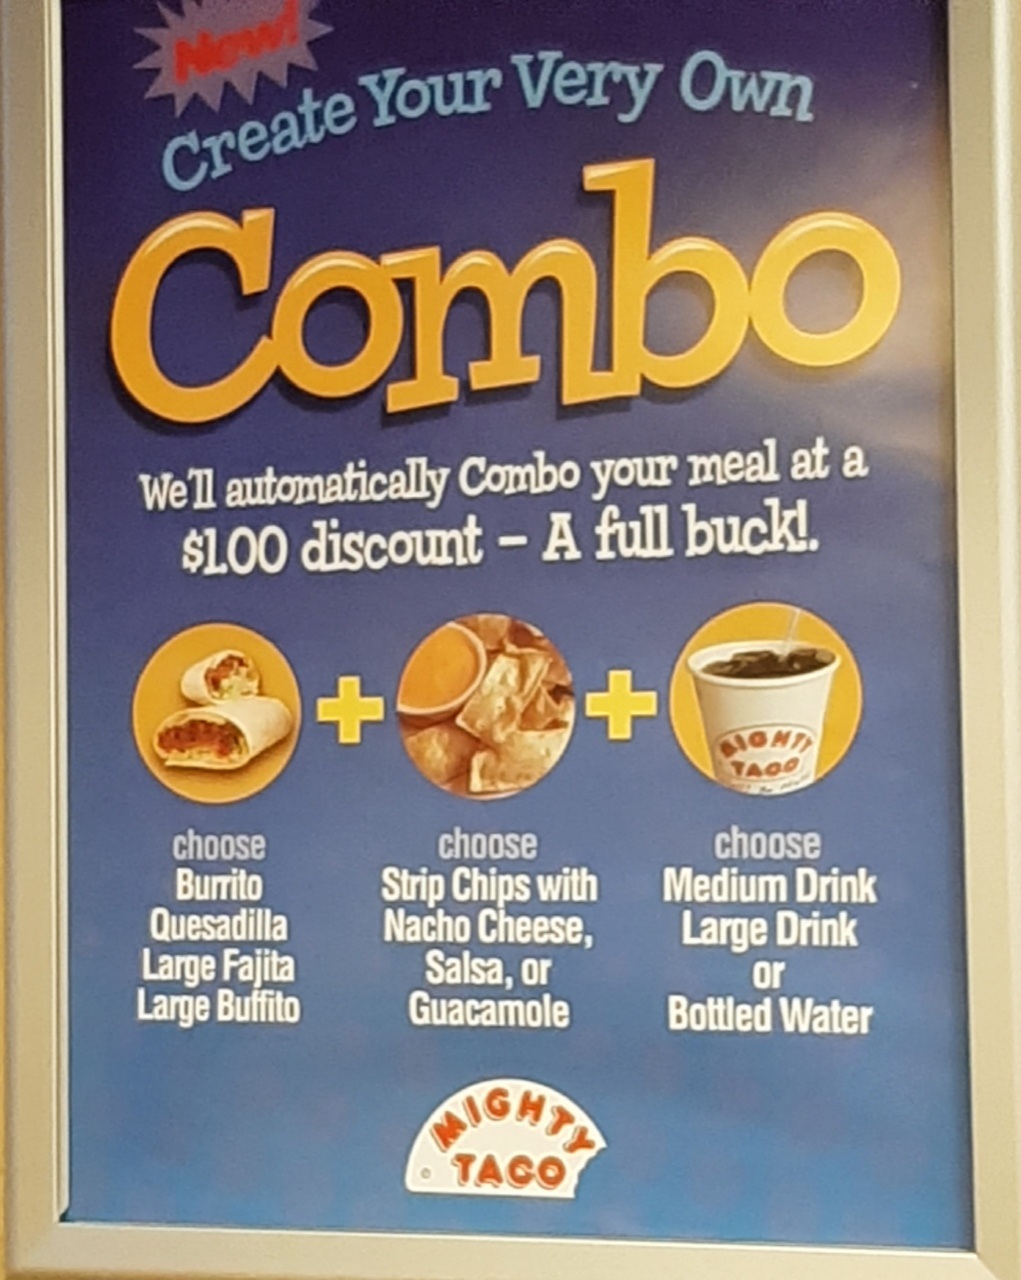 New!
Create Your Very Own
Combo
We'll automatically Combo your meal at a
$1.00 discount – A full buck!.
MIGHTY
TACO
choose
Burrito
Quesadilla
Large Fajita
Large Buffito
choose
Strip Chips with
Nacho Cheese,
Salsa, or
Guacamole
choose
Medium Drink
Large Drink
or
Bottled Water
MIGHTY
TACO
©